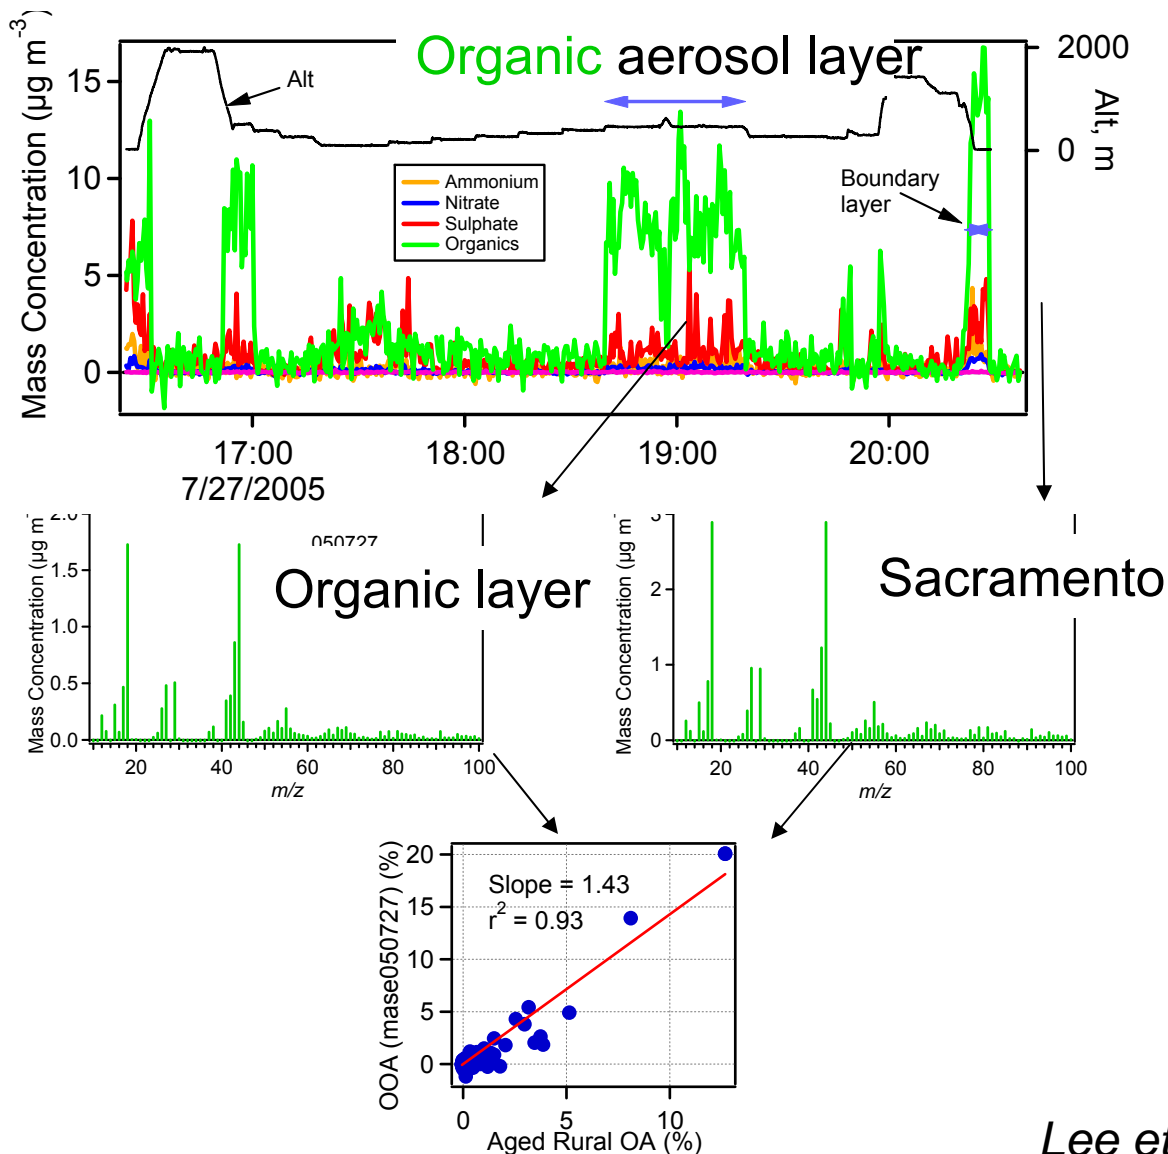 Organic aerosol layer
Mass Concentration (µg m-3)
15
10
5
0
Alt
2000
0
Alt, m
Ammonium
Nitrate
Sulphate
Organics
Boundary
layer
17:00
18:00
19:00
20:00
7/27/2005
Mass Concentration (µg m
2.0
1.5
1.0
0.5
0.0
050727
Organic layer
20
40
60
80
100
m/z
Mass Concentration (µg m
3
2
1
0
Sacramento
20
40
60
80
100
m/z
OOA (mase050727) (%)
20
15
10
5
0
Slope = 1.43
r2 = 0.93
0
5
10
Aged Rural OA (%)
Lee et